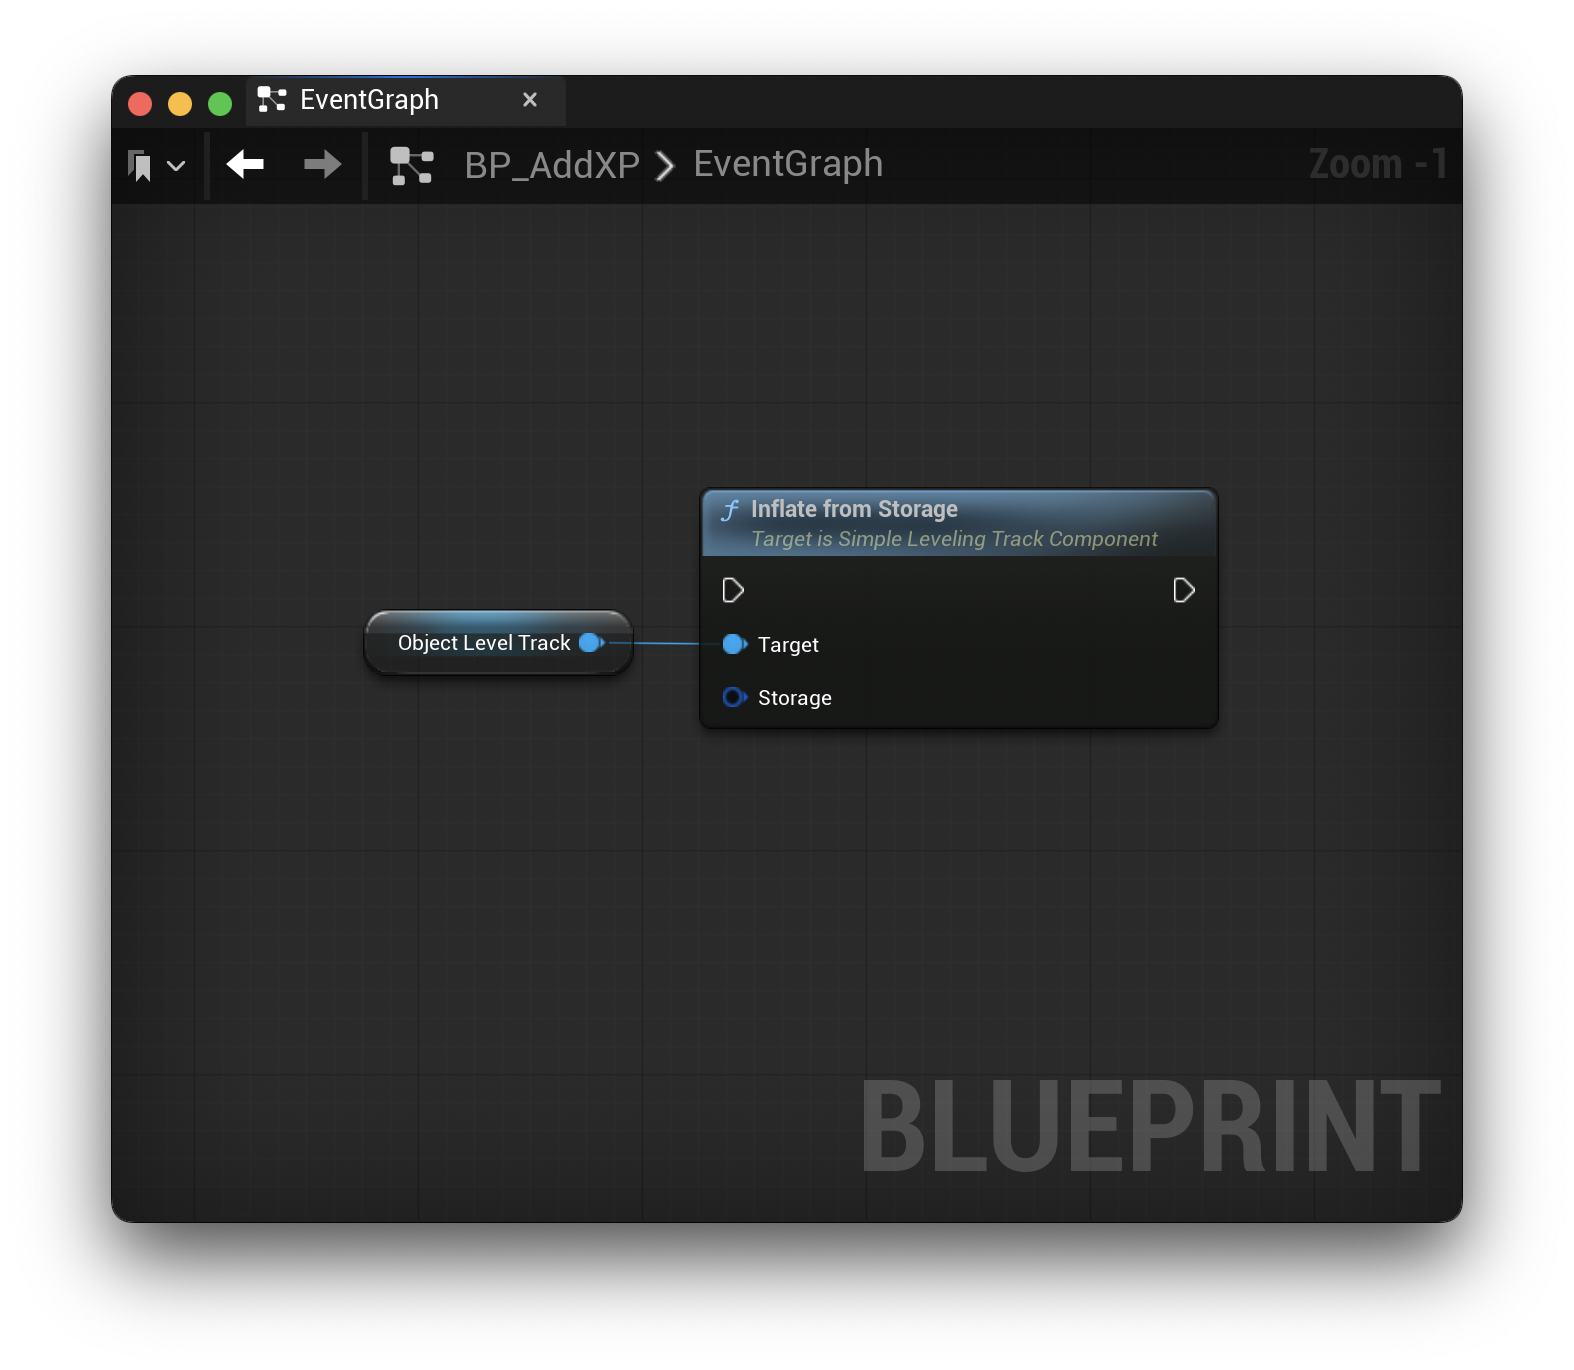 EventGraph
BP_AddXP
EventGraph
Zoom -1
Inflate from Storage
Target is Simple Leveling Track Component
Object Level Track
Target
Storage
BLUEPRINT